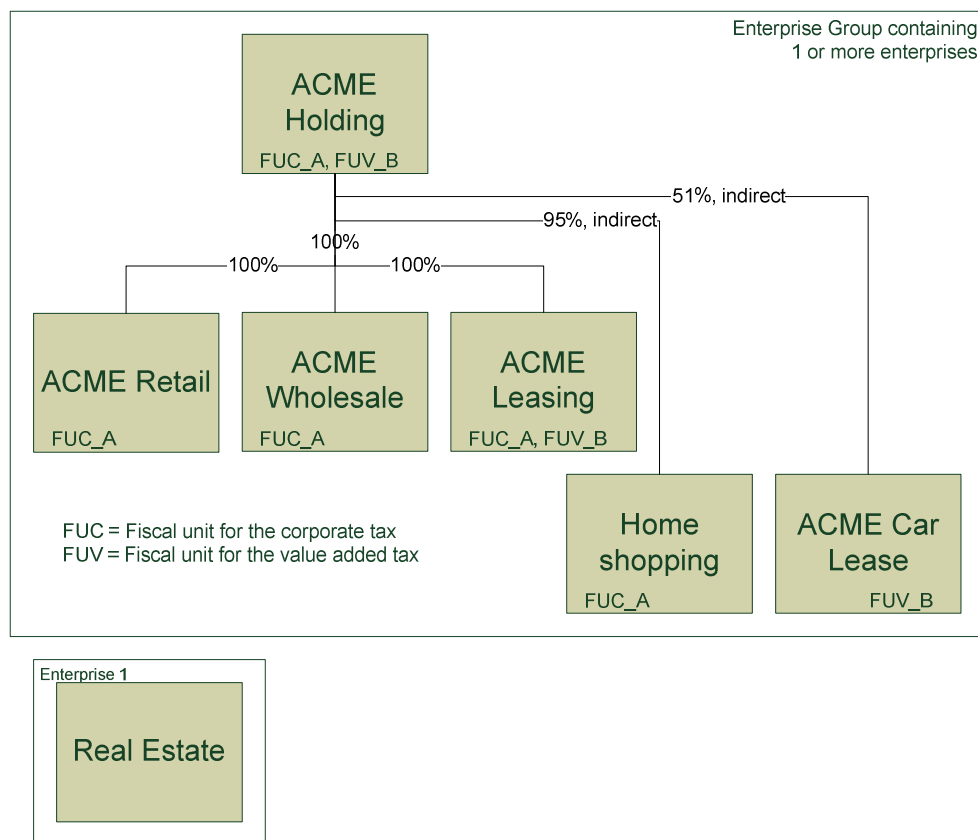 Enterprise Group containing
1 or more enterprises
ACME
Holding
FUC_A, FUV_B
51%, indirect
95%, indirect
100%
100%
100%
ACME Retail
FUC_A
ACME
Wholesale
FUC_A
ACME
Leasing
FUC_A, FUV_B
FUC = Fiscal unit for the corporate tax
FUV = Fiscal unit for the value added tax
Home
shopping
FUC_A
ACME Car
Lease
FUV_B
Enterprise 1
Real Estate